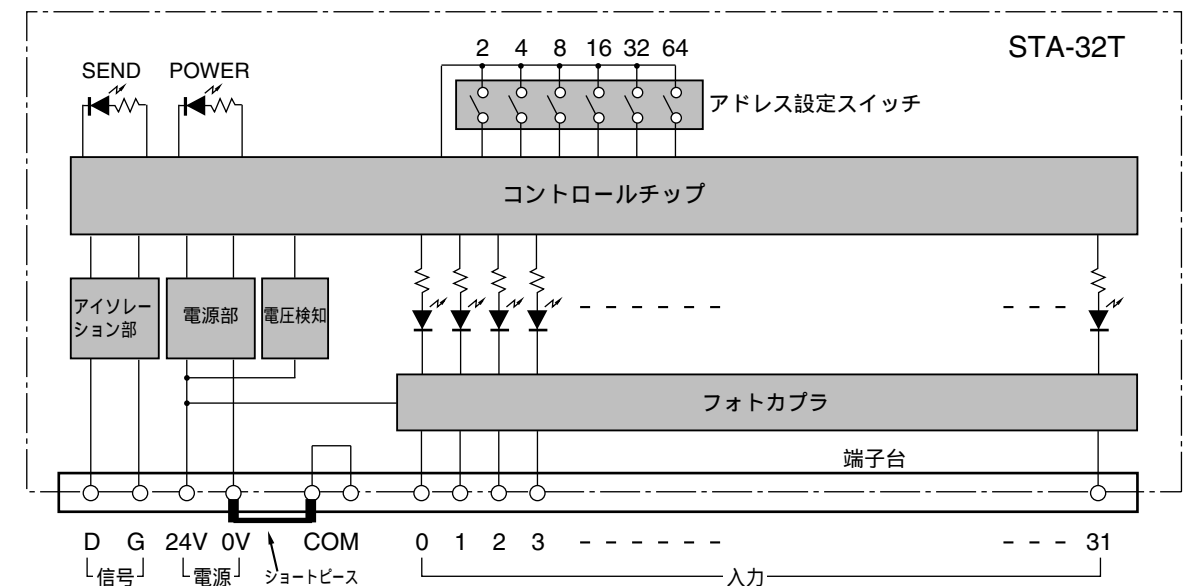 STA-32T
2 4 8 16 32 64
SEND POWER
アドレス設定スイッチ
コントロールチップ
アイソレー
ション部
電源部
電圧検知
フォトカプラ
端子台
D G 24V 0V COM 0 1 2 3 31
信号 電源 ショートピース 入力